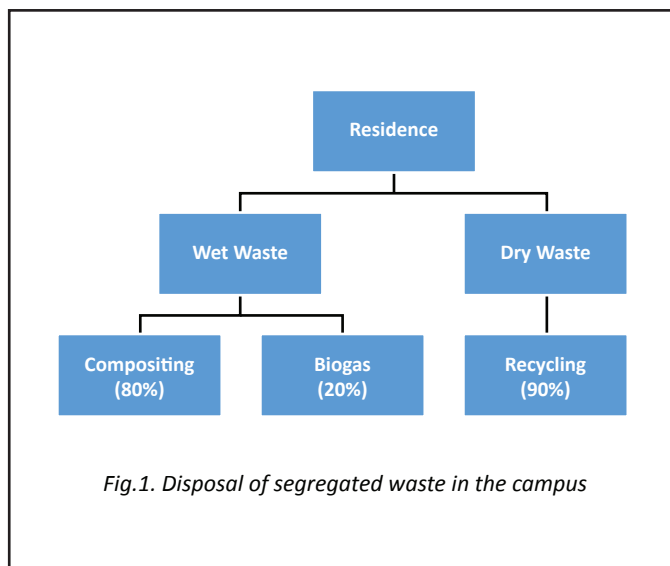 Residence
Wet Waste
Dry Waste
Compositing
(80%)
Biogas
(20%)
Recycling
(90%)
Fig.1. Disposal of segregated waste in the campus